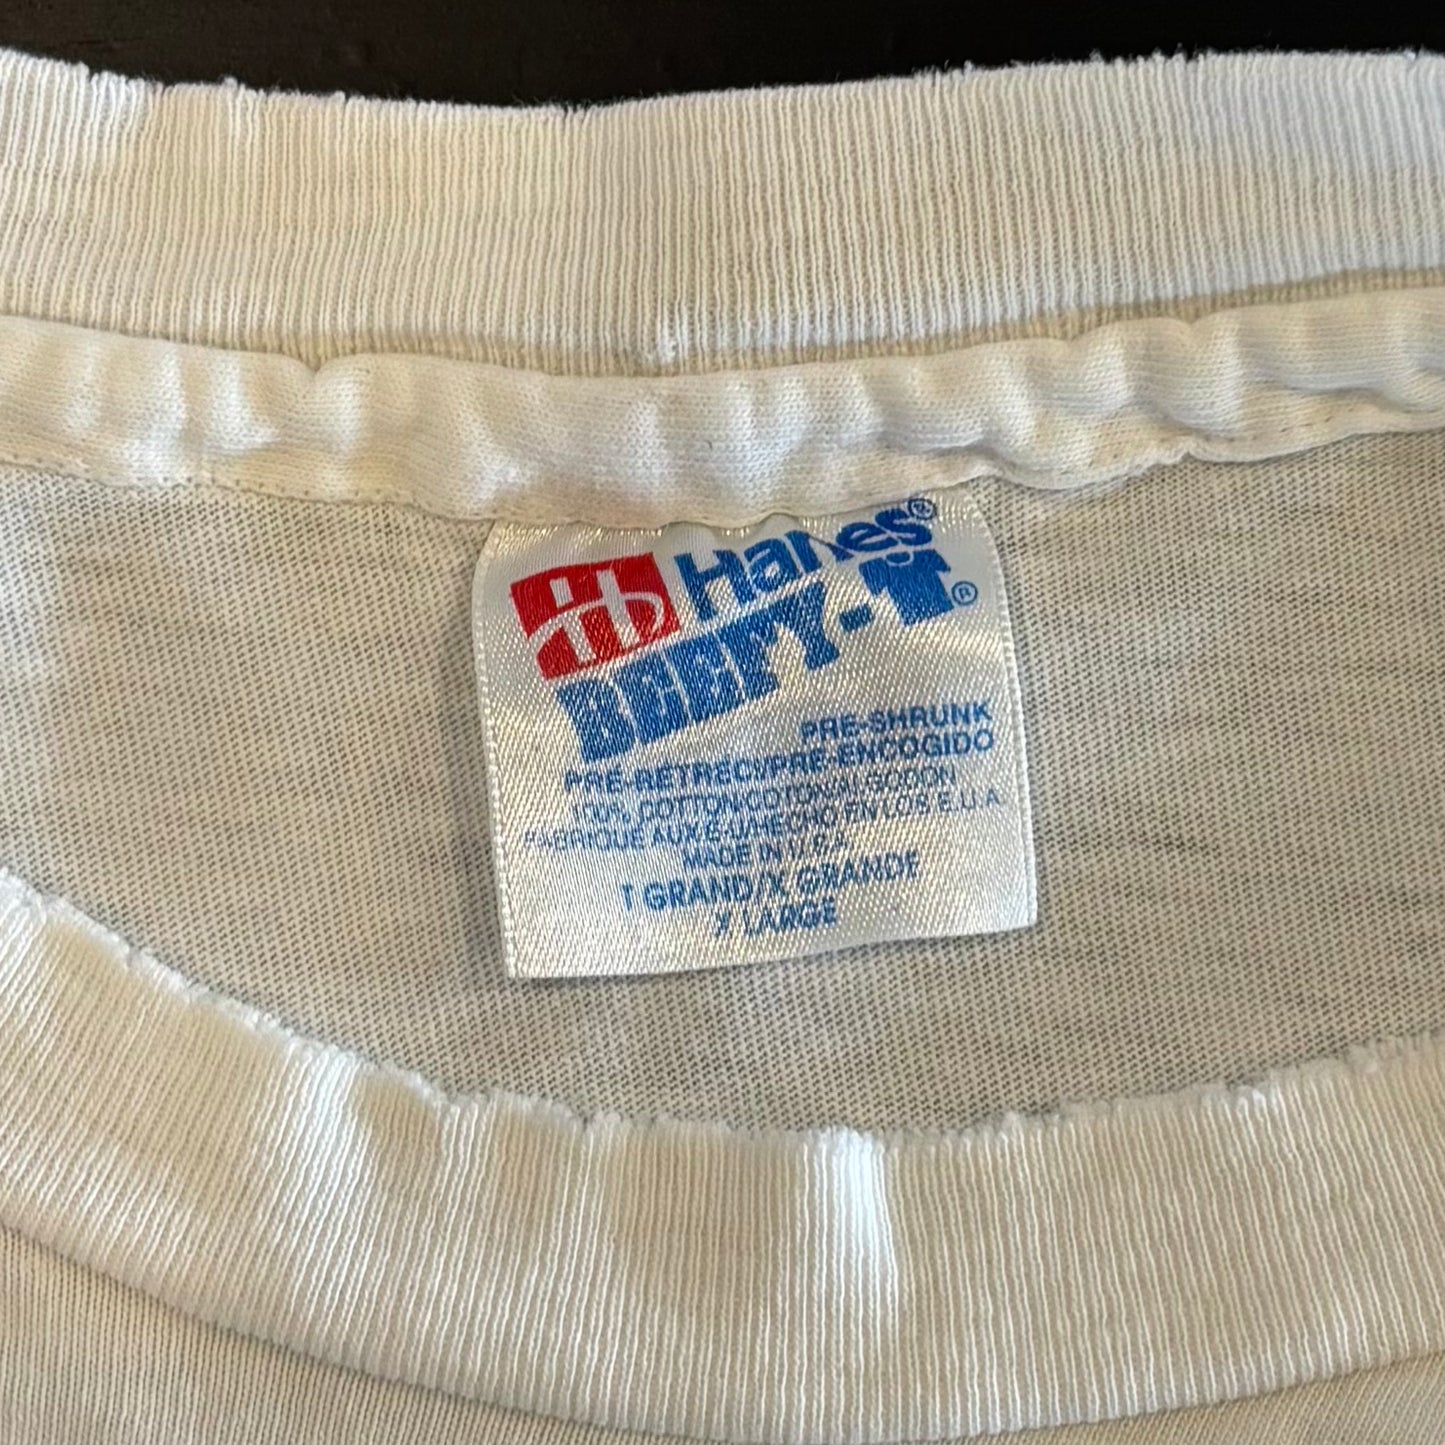 Hanes®
BEEFY-T®
PRE-SHRUNK
PRÉ-RETRECI/PRE-ENCOGIDO
100% COTTON/COTON/ALGODON
FABRIQUE AUX E-U/HECHO EN LOS E.U.A
MADE IN U.S.A
T GRAND/X GRANDE
X LARGE